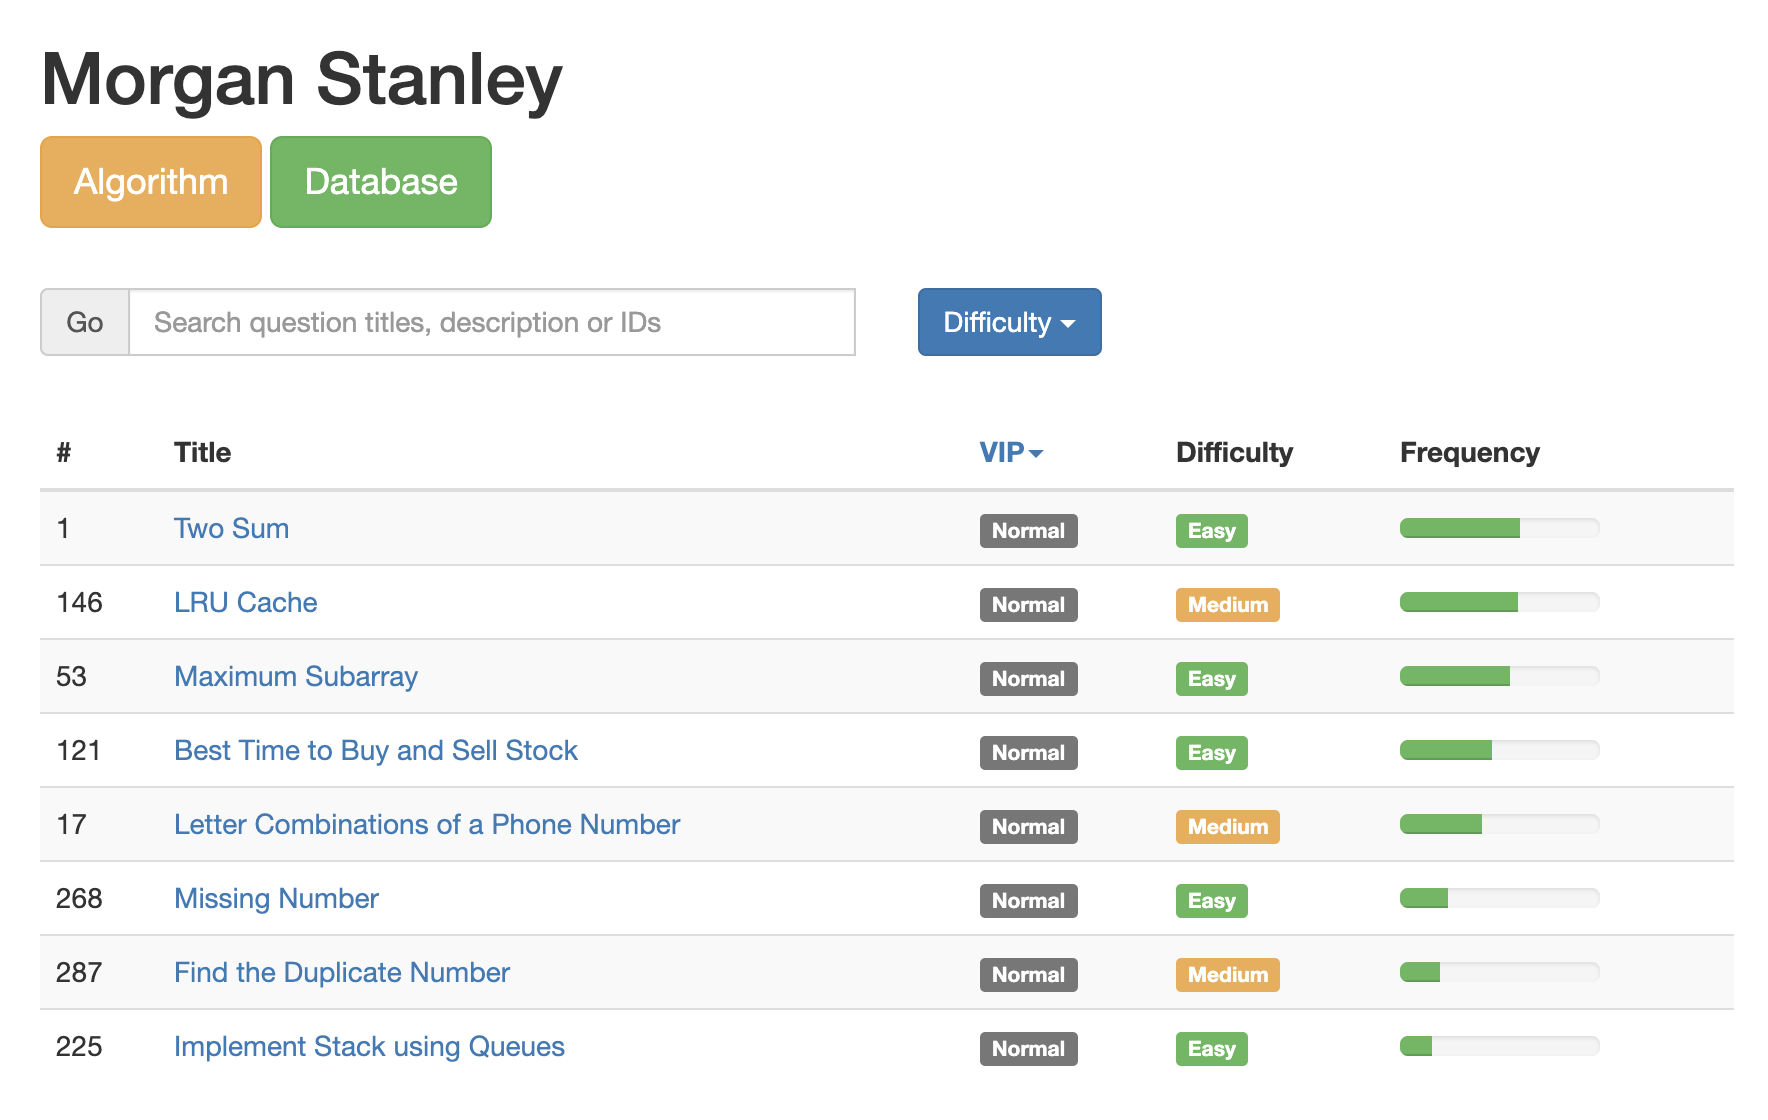 Morgan Stanley
Algorithm Database
Go Search question titles, description or IDs Difficulty
# Title VIP Difficulty Frequency
1 Two Sum Normal Easy
146 LRU Cache Normal Medium
53 Maximum Subarray Normal Easy
121 Best Time to Buy and Sell Stock Normal Easy
17 Letter Combinations of a Phone Number Normal Medium
268 Missing Number Normal Easy
287 Find the Duplicate Number Normal Medium
225 Implement Stack using Queues Normal Easy